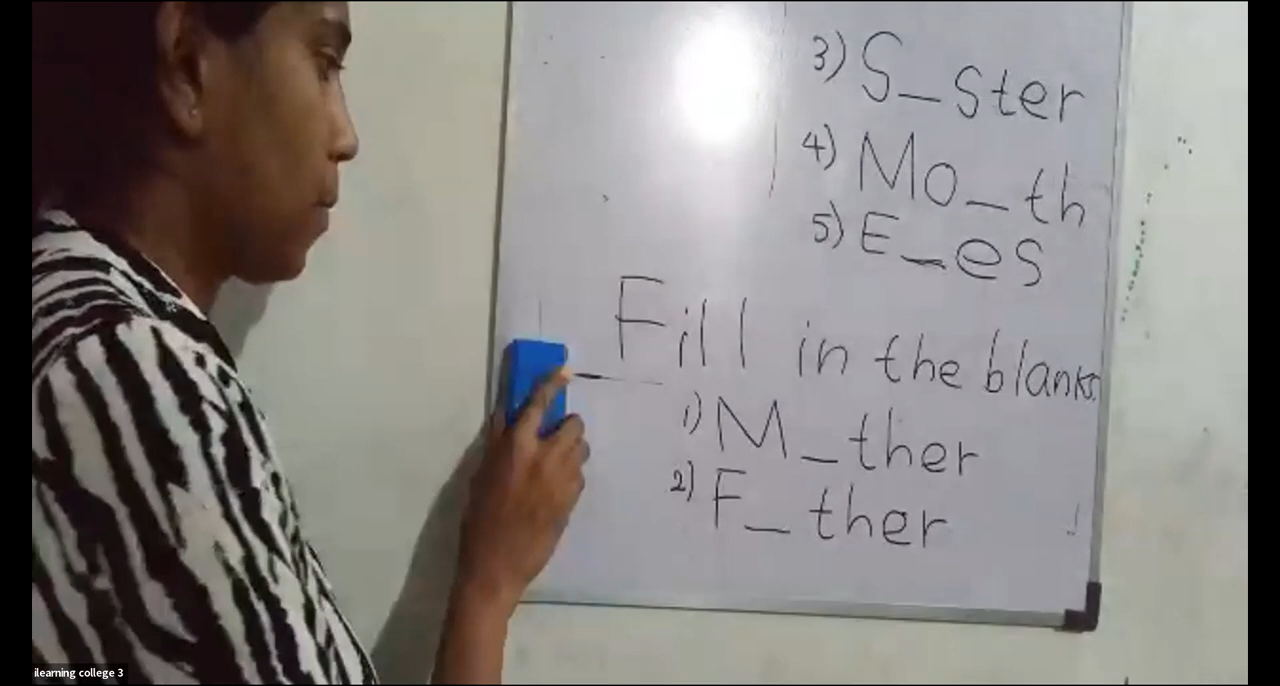 3) S_ster
4) Mo_th
5) E_es
Fill in the blanks.
1) M_ther
2) F_ther
ilearning college 3